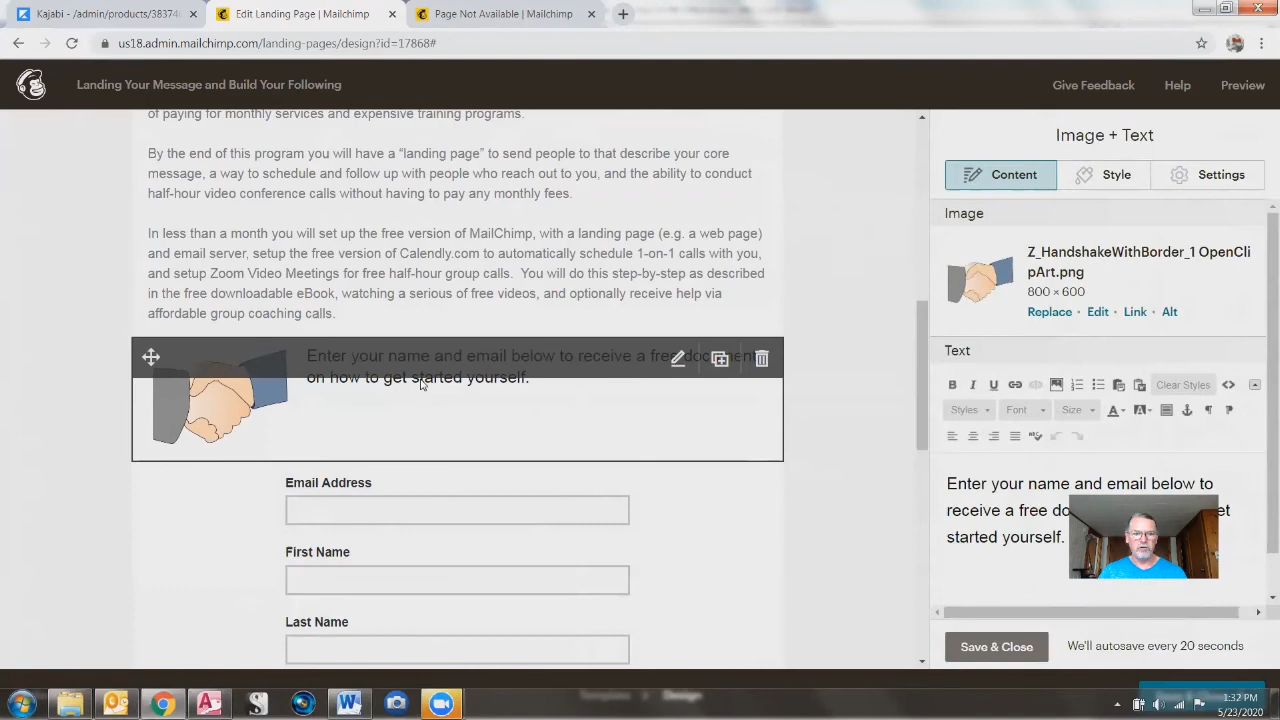 Kajabi - /admin/products/38374
Edit Landing Page | Mailchimp
Page Not Available | Mailchimp
us18.admin.mailchimp.com/landing-pages/design?id=17868#
Landing Your Message and Build Your Following
Give Feedback
Help
Preview
of paying for monthly services and expensive training programs.
By the end of this program you will have a “landing page” to send people to that describe your core
message, a way to schedule and follow up with people who reach out to you, and the ability to conduct
half-hour video conference calls without having to pay any monthly fees.
In less than a month you will set up the free version of MailChimp, with a landing page (e.g. a web page)
and email server, setup the free version of Calendly.com to automatically schedule 1-on-1 calls with you,
and setup Zoom Video Meetings for free half-hour group calls.  You will do this step-by-step as described
in the free downloadable eBook, watching a serious of free videos, and optionally receive help via
affordable group coaching calls.
Enter your name and email below to receive a free document
on how to get started yourself.
Email Address
First Name
Last Name
Image + Text
Content
Style
Settings
Image
Z_HandshakeWithBorder_1 OpenCli
pArt.png
800 × 600
Replace · Edit · Link · Alt
Text
B I U
Clear Styles
Styles
Font
Size
A
A
Enter your name and email below to
receive a free do et
started yourself.
Save & Close
We'll autosave every 20 seconds
Template
Design
1:32 PM
5/23/2020